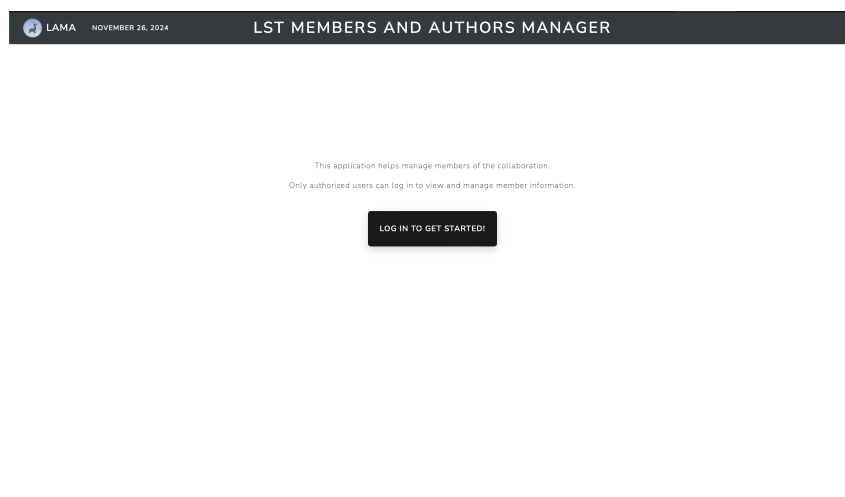 LAMA NOVEMBER 26, 2024 LST MEMBERS AND AUTHORS MANAGER
This application helps manage members of the collaboration.
Only authorized users can log in to view and manage member information.
LOG IN TO GET STARTED!